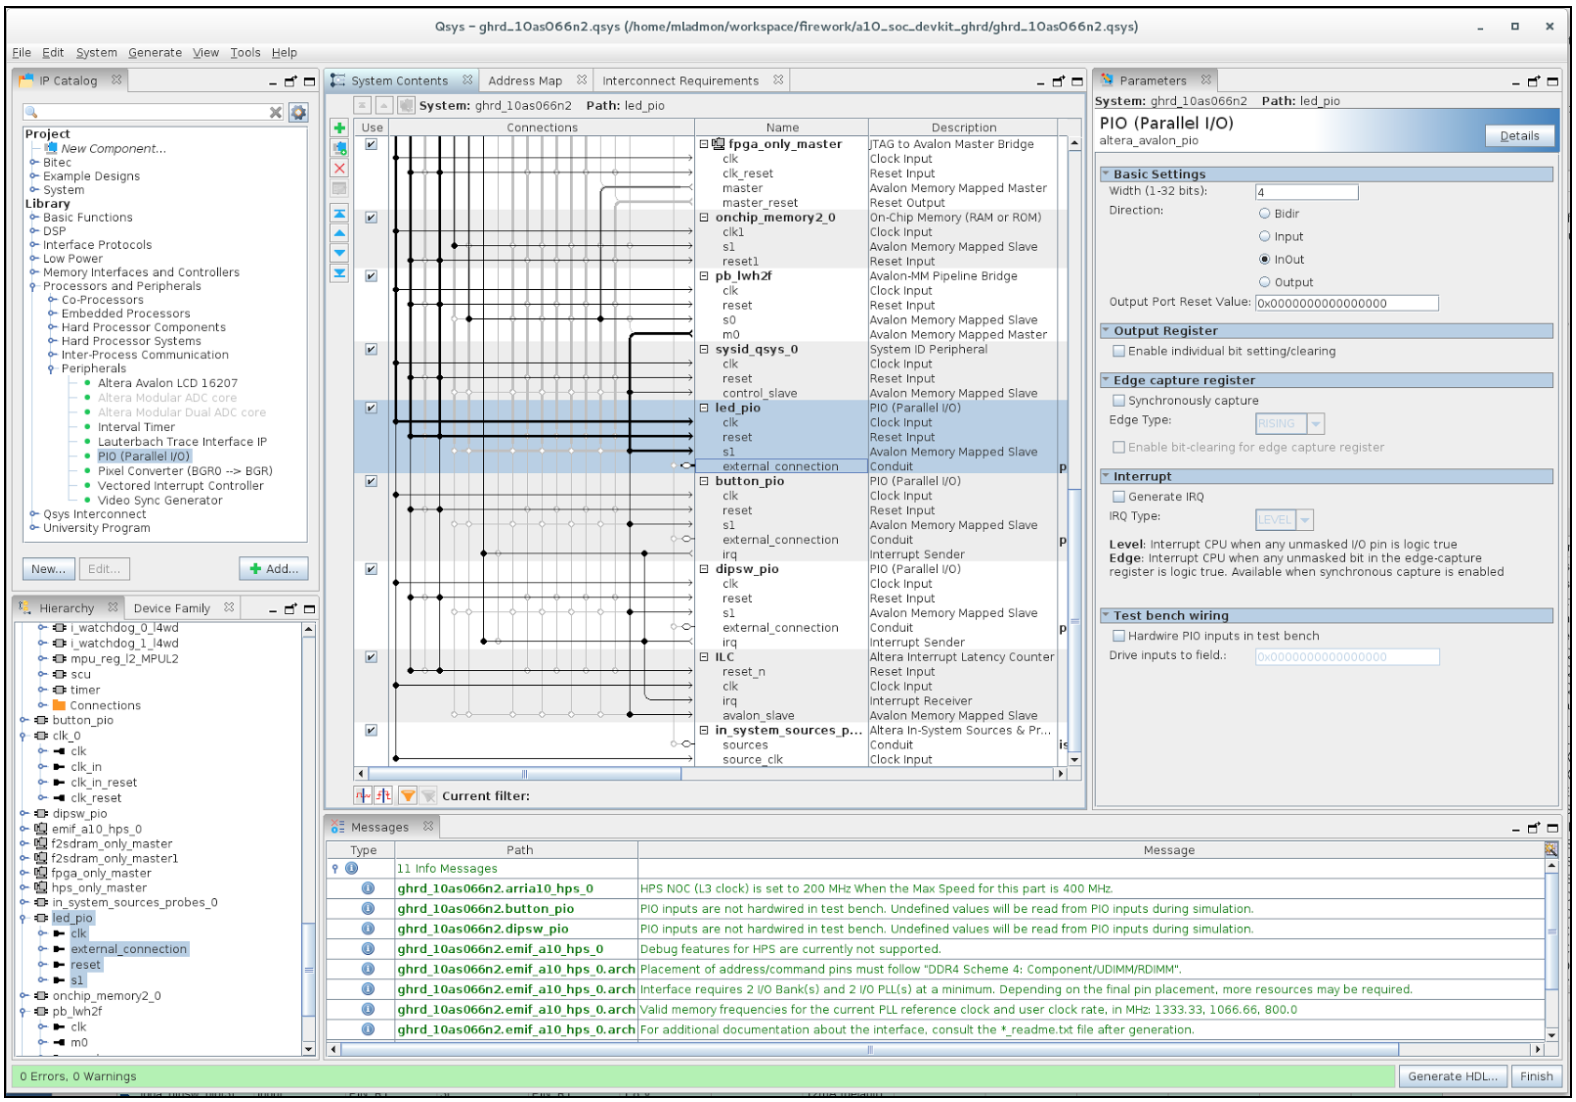 Qsys – ghrd_10as066n2.qsys (/home/mladmon/workspace/firework/a10_soc_devkit_ghrd/ghrd_10as066n2.qsys)
File Edit System Generate View Tools Help
IP Catalog
Project
New Component...
Bitec
Example Designs
System
Library
Basic Functions
DSP
Interface Protocols
Low Power
Memory Interfaces and Controllers
Processors and Peripherals
Co-Processors
Embedded Processors
Hard Processor Components
Hard Processor Systems
Inter-Process Communication
Peripherals
Altera Avalon LCD 16207
Altera Modular ADC core
Altera Modular Dual ADC core
Interval Timer
Lauterbach Trace Interface IP
PIO (Parallel I/O)
Pixel Converter (BGR0 --> BGR)
Vectored Interrupt Controller
Video Sync Generator
Qsys Interconnect
University Program
New... Edit... Add...
Hierarchy Device Family
i_watchdog_0_l4wd
i_watchdog_1_l4wd
mpu_reg_l2_MPUL2
scu
timer
Connections
button_pio
clk_0
clk
clk_in
clk_in_reset
clk_reset
dipsw_pio
emif_a10_hps_0
f2sdram_only_master
f2sdram_only_master1
fpga_only_master
hps_only_master
in_system_sources_probes_0
led_pio
clk
external_connection
reset
s1
onchip_memory2_0
pb_lwh2f
clk
m0
System Contents Address Map Interconnect Requirements
System: ghrd_10as066n2 Path: led_pio
Use Connections Name Description
fpga_only_master JTAG to Avalon Master Bridge
clk Clock Input
clk_reset Reset Input
master Avalon Memory Mapped Master
master_reset Reset Output
onchip_memory2_0 On-Chip Memory (RAM or ROM)
clk1 Clock Input
s1 Avalon Memory Mapped Slave
reset1 Reset Input
pb_lwh2f Avalon-MM Pipeline Bridge
clk Clock Input
reset Reset Input
s0 Avalon Memory Mapped Slave
m0 Avalon Memory Mapped Master
sysid_qsys_0 System ID Peripheral
clk Clock Input
reset Reset Input
control_slave Avalon Memory Mapped Slave
led_pio PIO (Parallel I/O)
clk Clock Input
reset Reset Input
s1 Avalon Memory Mapped Slave
external_connection Conduit p
button_pio PIO (Parallel I/O)
clk Clock Input
reset Reset Input
s1 Avalon Memory Mapped Slave
external_connection Conduit p
irq Interrupt Sender
dipsw_pio PIO (Parallel I/O)
clk Clock Input
reset Reset Input
s1 Avalon Memory Mapped Slave
external_connection Conduit p
irq Interrupt Sender
ILC Altera Interrupt Latency Counter
reset_n Reset Input
clk Clock Input
irq Interrupt Receiver
avalon_slave Avalon Memory Mapped Slave
in_system_sources_p... Altera In-System Sources & Pr...
sources Conduit is
source_clk Clock Input
Current filter:
Parameters
System: ghrd_10as066n2 Path: led_pio
PIO (Parallel I/O)
altera_avalon_pio
Details
Basic Settings
Width (1-32 bits): 4
Direction: Bidir
Input
InOut
Output
Output Port Reset Value: 0x0000000000000000
Output Register
Enable individual bit setting/clearing
Edge capture register
Synchronously capture
Edge Type: RISING
Enable bit-clearing for edge capture register
Interrupt
Generate IRQ
IRQ Type: LEVEL
Level: Interrupt CPU when any unmasked I/O pin is logic true
Edge: Interrupt CPU when any unmasked bit in the edge-capture
register is logic true. Available when synchronous capture is enabled
Test bench wiring
Hardwire PIO inputs in test bench
Drive inputs to field.: 0x0000000000000000
Messages
Type Path Message
11 Info Messages
ghrd_10as066n2.arria10_hps_0 HPS NOC (L3 clock) is set to 200 MHz When the Max Speed for this part is 400 MHz.
ghrd_10as066n2.button_pio PIO inputs are not hardwired in test bench. Undefined values will be read from PIO inputs during simulation.
ghrd_10as066n2.dipsw_pio PIO inputs are not hardwired in test bench. Undefined values will be read from PIO inputs during simulation.
ghrd_10as066n2.emif_a10_hps_0 Debug features for HPS are currently not supported.
ghrd_10as066n2.emif_a10_hps_0.arch Placement of address/command pins must follow "DDR4 Scheme 4: Component/UDIMM/RDIMM".
ghrd_10as066n2.emif_a10_hps_0.arch Interface requires 2 I/O Bank(s) and 2 I/O PLL(s) at a minimum. Depending on the final pin placement, more resources may be required.
ghrd_10as066n2.emif_a10_hps_0.arch Valid memory frequencies for the current PLL reference clock and user clock rate, in MHz: 1333.33, 1066.66, 800.0
ghrd_10as066n2.emif_a10_hps_0.arch For additional documentation about the interface, consult the *_readme.txt file after generation.
0 Errors, 0 Warnings
Generate HDL... Finish